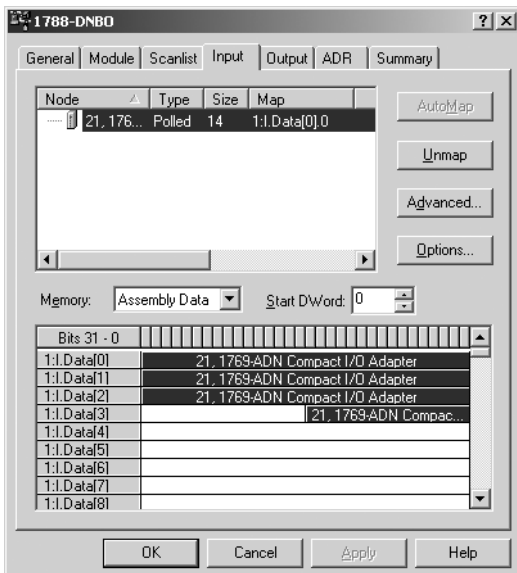 1788-DNBO
General Module Scanlist Input Output ADR Summary
Node Type Size Map
21, 176... Polled 14 1:I.Data[0].0
AutoMap
Unmap
Advanced...
Options...
Memory: Assembly Data Start DWord: 0
Bits 31 - 0
1:I.Data[0] 21, 1769-ADN Compact I/O Adapter
1:I.Data[1] 21, 1769-ADN Compact I/O Adapter
1:I.Data[2] 21, 1769-ADN Compact I/O Adapter
1:I.Data[3] 21, 1769-ADN Compac...
1:I.Data[4]
1:I.Data[5]
1:I.Data[6]
1:I.Data[7]
1:I.Data[8]
OK Cancel Apply Help